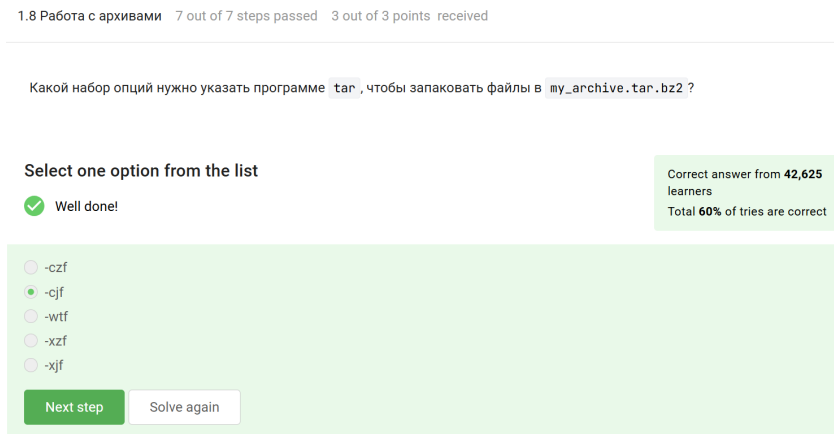 1.8 Работа с архивами 7 out of 7 steps passed 3 out of 3 points received
Какой набор опций нужно указать программе tar , чтобы запаковать файлы в my_archive.tar.bz2 ?
Select one option from the list
Well done!
Correct answer from 42,625
learners
Total 60% of tries are correct
-czf
-cjf
-wtf
-xzf
-xjf
Next step Solve again